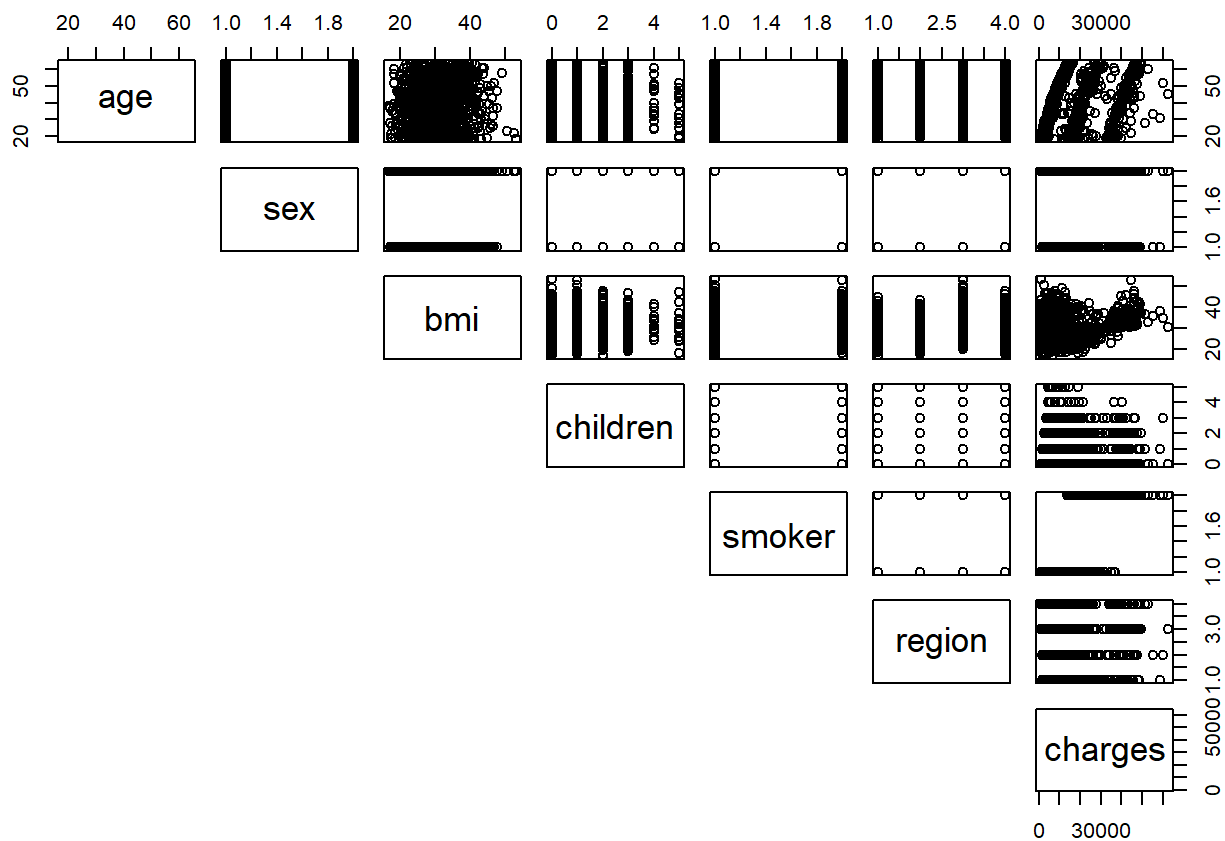 20 40 60 1.0 1.4 1.8 20 40 0 2 4 1.0 1.4 1.8 1.0 2.5 4.0 0 30000
20 50 age 20 50
sex 1.0 1.6
bmi 20 40
children 0 2 4
smoker 1.0 1.6
region 1.0 3.0
charges 0 50000
0 30000